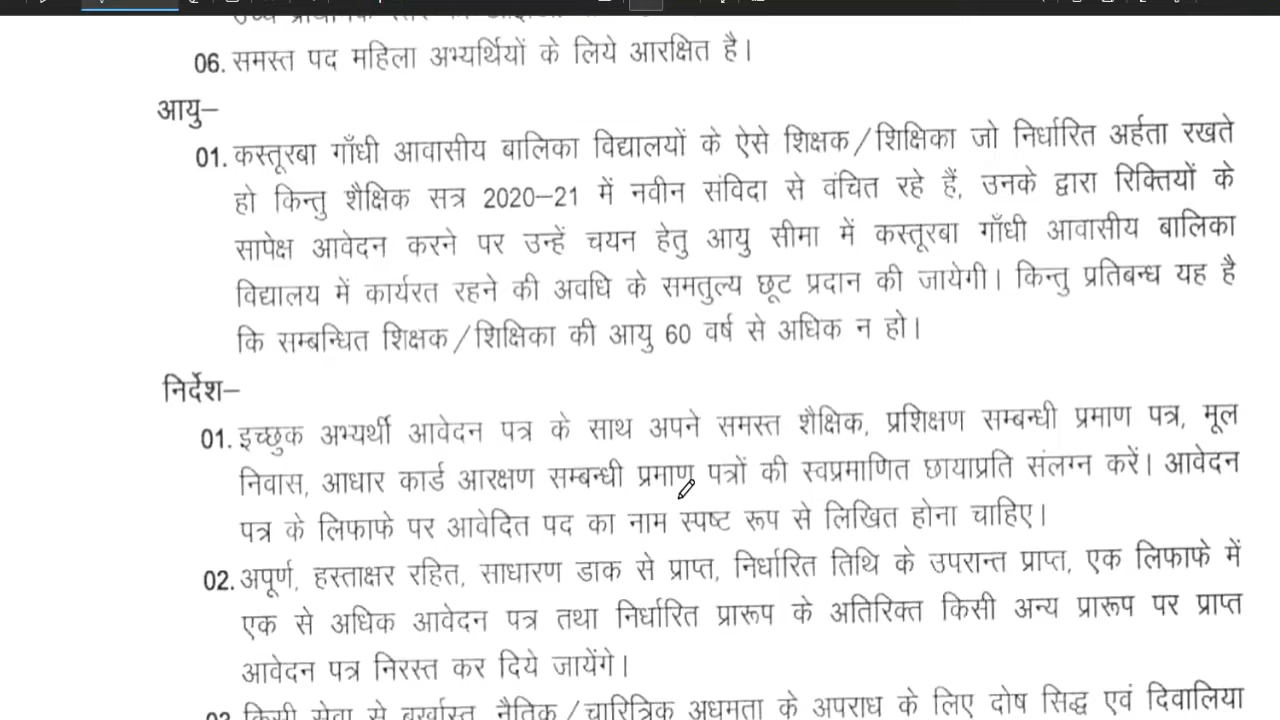 06. समस्त पद महिला अभ्यर्थियों के लिये आरक्षित है।
आयु–
01. कस्तूरबा गाँधी आवासीय बालिका विद्यालयों के ऐसे शिक्षक/शिक्षिका जो निर्धारित अर्हता रखते
हो किन्तु शैक्षिक सत्र 2020–21 में नवीन संविदा से वंचित रहे हैं, उनके द्वारा रिक्तियों के
सापेक्ष आवेदन करने पर उन्हें चयन हेतु आयु सीमा में कस्तूरबा गाँधी आवासीय बालिका
विद्यालय में कार्यरत रहने की अवधि के समतुल्य छूट प्रदान की जायेगी। किन्तु प्रतिबन्ध यह है
कि सम्बन्धित शिक्षक/शिक्षिका की आयु 60 वर्ष से अधिक न हो।
निर्देश–
01. इच्छुक अभ्यर्थी आवेदन पत्र के साथ अपने समस्त शैक्षिक, प्रशिक्षण सम्बन्धी प्रमाण पत्र, मूल
निवास, आधार कार्ड आरक्षण सम्बन्धी प्रमाण पत्रों की स्वप्रमाणित छायाप्रति संलग्न करें। आवेदन
पत्र के लिफाफे पर आवेदित पद का नाम स्पष्ट रूप से लिखित होना चाहिए।
02. अपूर्ण, हस्ताक्षर रहित, साधारण डाक से प्राप्त, निर्धारित तिथि के उपरान्त प्राप्त, एक लिफाफे में
एक से अधिक आवेदन पत्र तथा निर्धारित प्रारूप के अतिरिक्त किसी अन्य प्रारूप पर प्राप्त
आवेदन पत्र निरस्त कर दिये जायेंगे।
03. किसी सेवा से बर्खास्त, नैतिक/चारित्रिक अधमता के अपराध के लिए दोष सिद्ध एवं दिवालिया